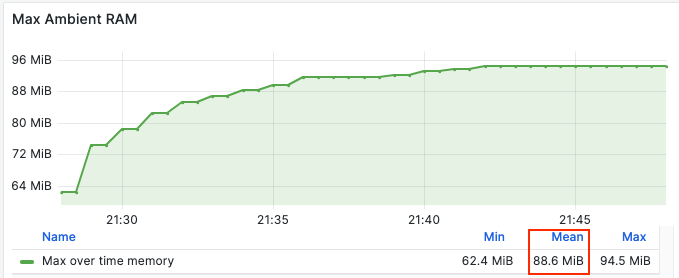 Max Ambient RAM
96 MiB
88 MiB
80 MiB
72 MiB
64 MiB
21:30 21:35 21:40 21:45
Name Min Mean Max
Max over time memory 62.4 MiB 88.6 MiB 94.5 MiB